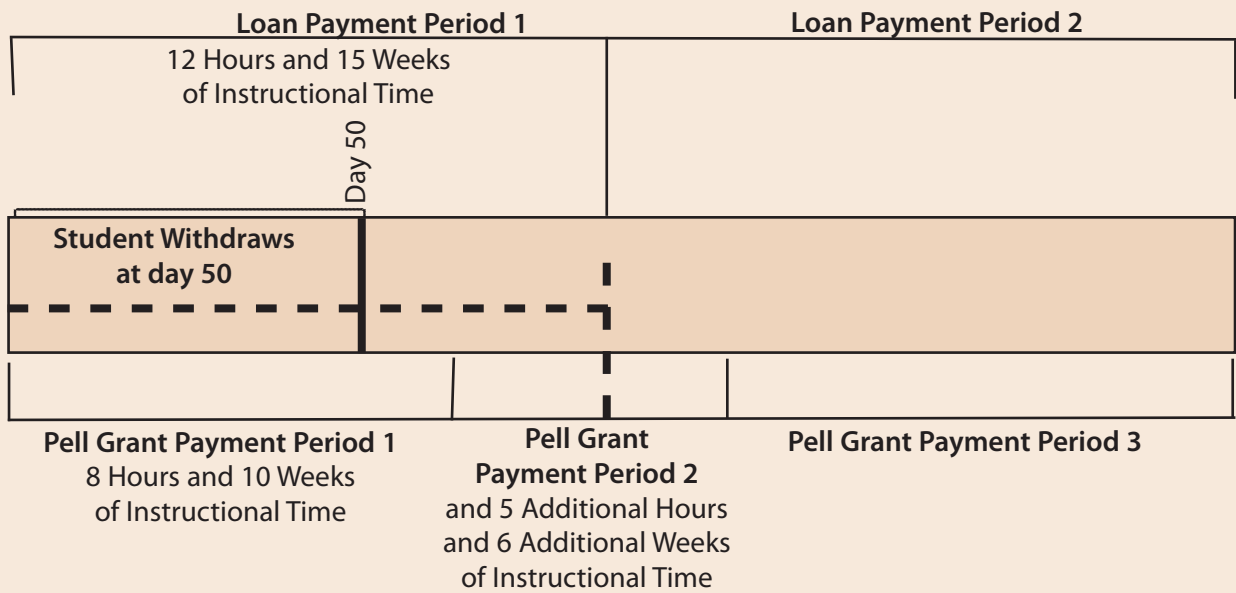 Loan Payment Period 1
Loan Payment Period 2
12 Hours and 15 Weeks
of Instructional Time
Day 50
Student Withdraws
at day 50
Pell Grant Payment Period 1
8 Hours and 10 Weeks
of Instructional Time
Pell Grant
Payment Period 2
and 5 Additional Hours
and 6 Additional Weeks
of Instructional Time
Pell Grant Payment Period 3